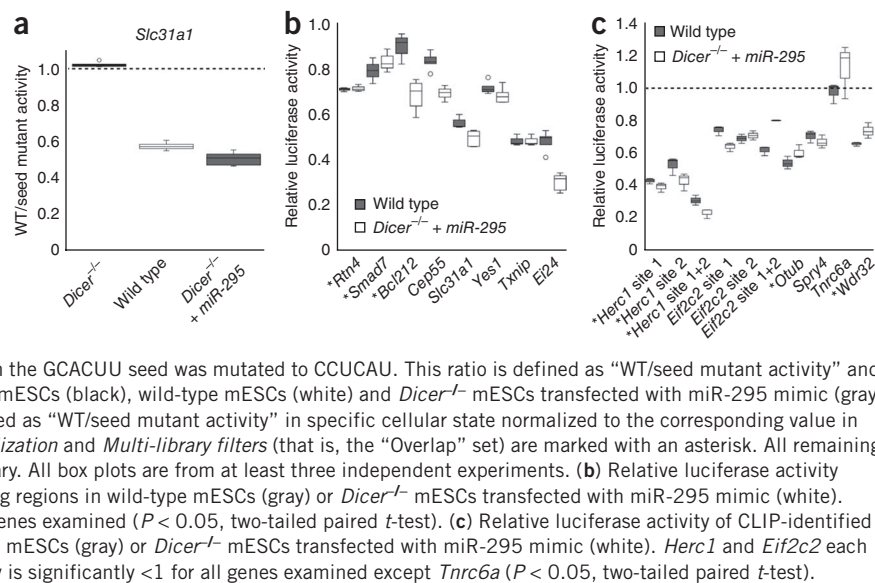 a
Slc31a1
WT/seed mutant activity
1.0
0.8
0.6
0.4
0.2
0
Dicer–/–
Wild type
Dicer–/– + miR-295
b
Relative luciferase activity
1.0
0.8
0.6
0.4
0.2
0
Wild type
Dicer–/– + miR-295
*Rtn4
*Smad7
*Bcl212
Cep55
Slc31a1
Yes1
Txnip
Ei24
c
Relative luciferase activity
1.4
1.2
1.0
0.8
0.6
0.4
0.2
0
Wild type
Dicer–/– + miR-295
*Herc1 site 1
*Herc1 site 2
*Herc1 site 1+2
Eif2c2 site 1
Eif2c2 site 2
Eif2c2 site 1+2
*Otub
Spry4
Tnrc6a
*Wdr32
the GCACUU seed was mutated to CCUCAU. This ratio is defined as “WT/seed mutant activity” and
mESCs (black), wild-type mESCs (white) and Dicer–/– mESCs transfected with miR-295 mimic (gray
ed as “WT/seed mutant activity” in specific cellular state normalized to the corresponding value in
ization and Multi-library filters (that is, the “Overlap” set) are marked with an asterisk. All remaining
ary. All box plots are from at least three independent experiments. (b) Relative luciferase activity
g regions in wild-type mESCs (gray) or Dicer–/– mESCs transfected with miR-295 mimic (white).
enes examined (P < 0.05, two-tailed paired t-test). (c) Relative luciferase activity of CLIP-identified
mESCs (gray) or Dicer–/– mESCs transfected with miR-295 mimic (white). Herc1 and Eif2c2 each
y is significantly <1 for all genes examined except Tnrc6a (P < 0.05, two-tailed paired t-test).